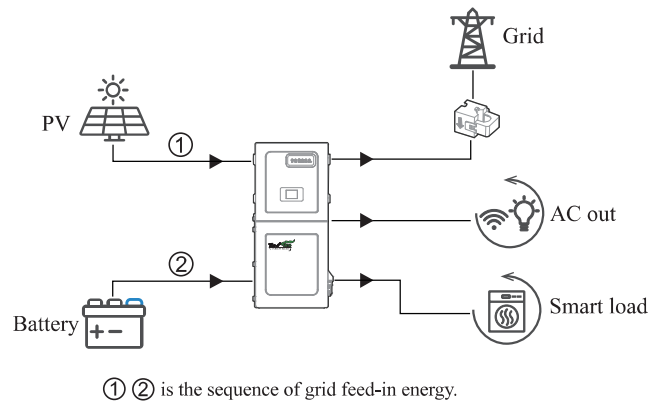 Grid
PV
①
AC out
②
Battery
+ −
Smart load
① ② is the sequence of grid feed-in energy.